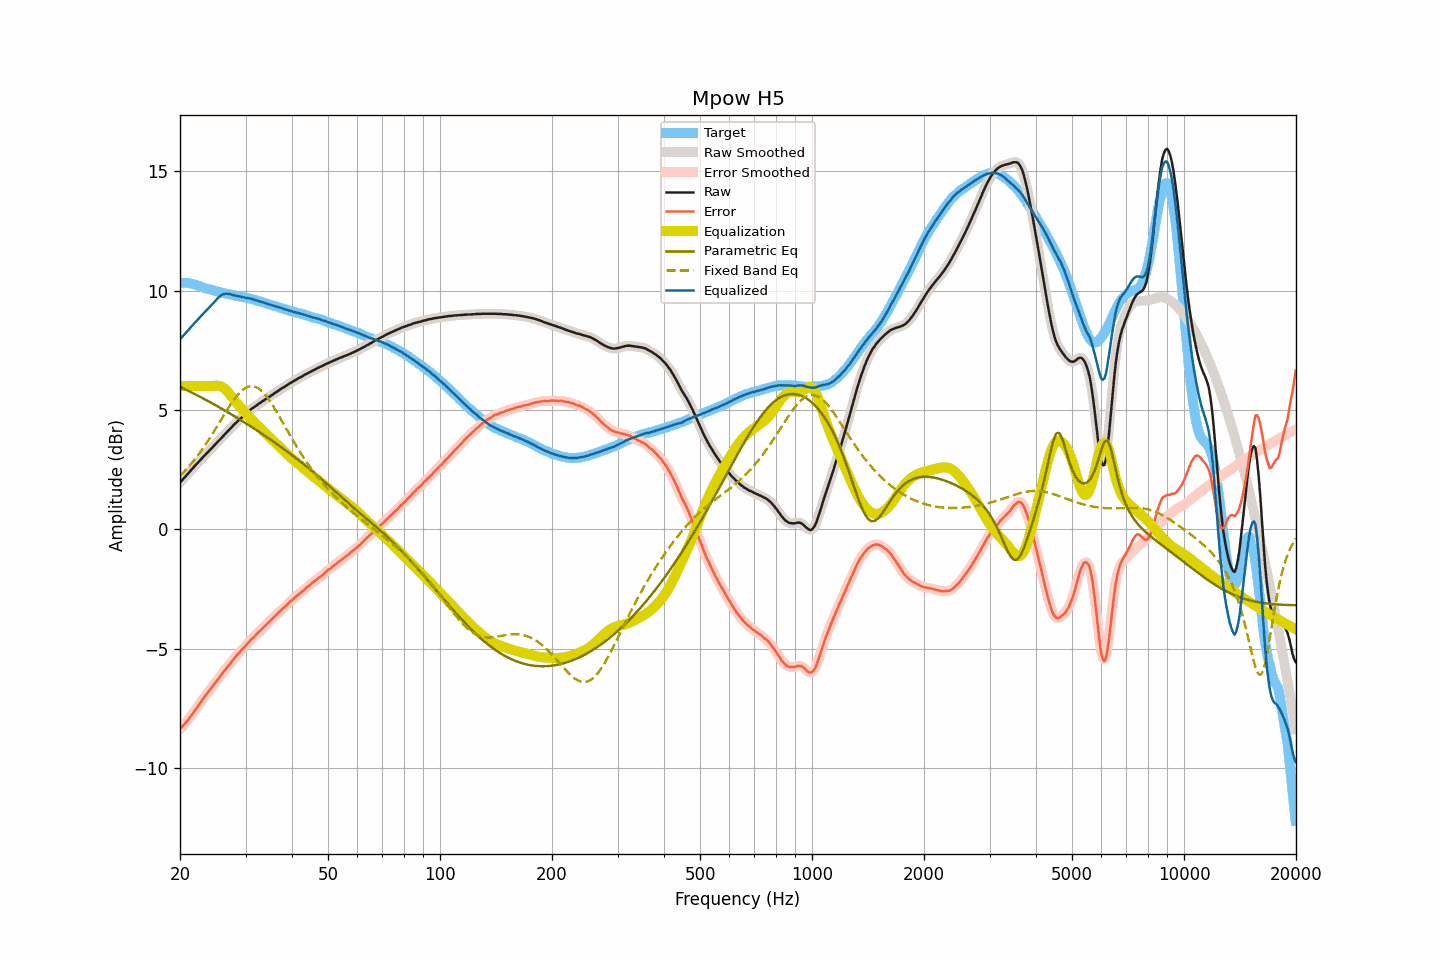 Mpow H5
Target
Raw Smoothed
Error Smoothed
Raw
Error
Equalization
Parametric Eq
Fixed Band Eq
Equalized
Amplitude (dBr)
15
10
5
0
−5
−10
20 50 100 200 500 1000 2000 5000 10000 20000
Frequency (Hz)